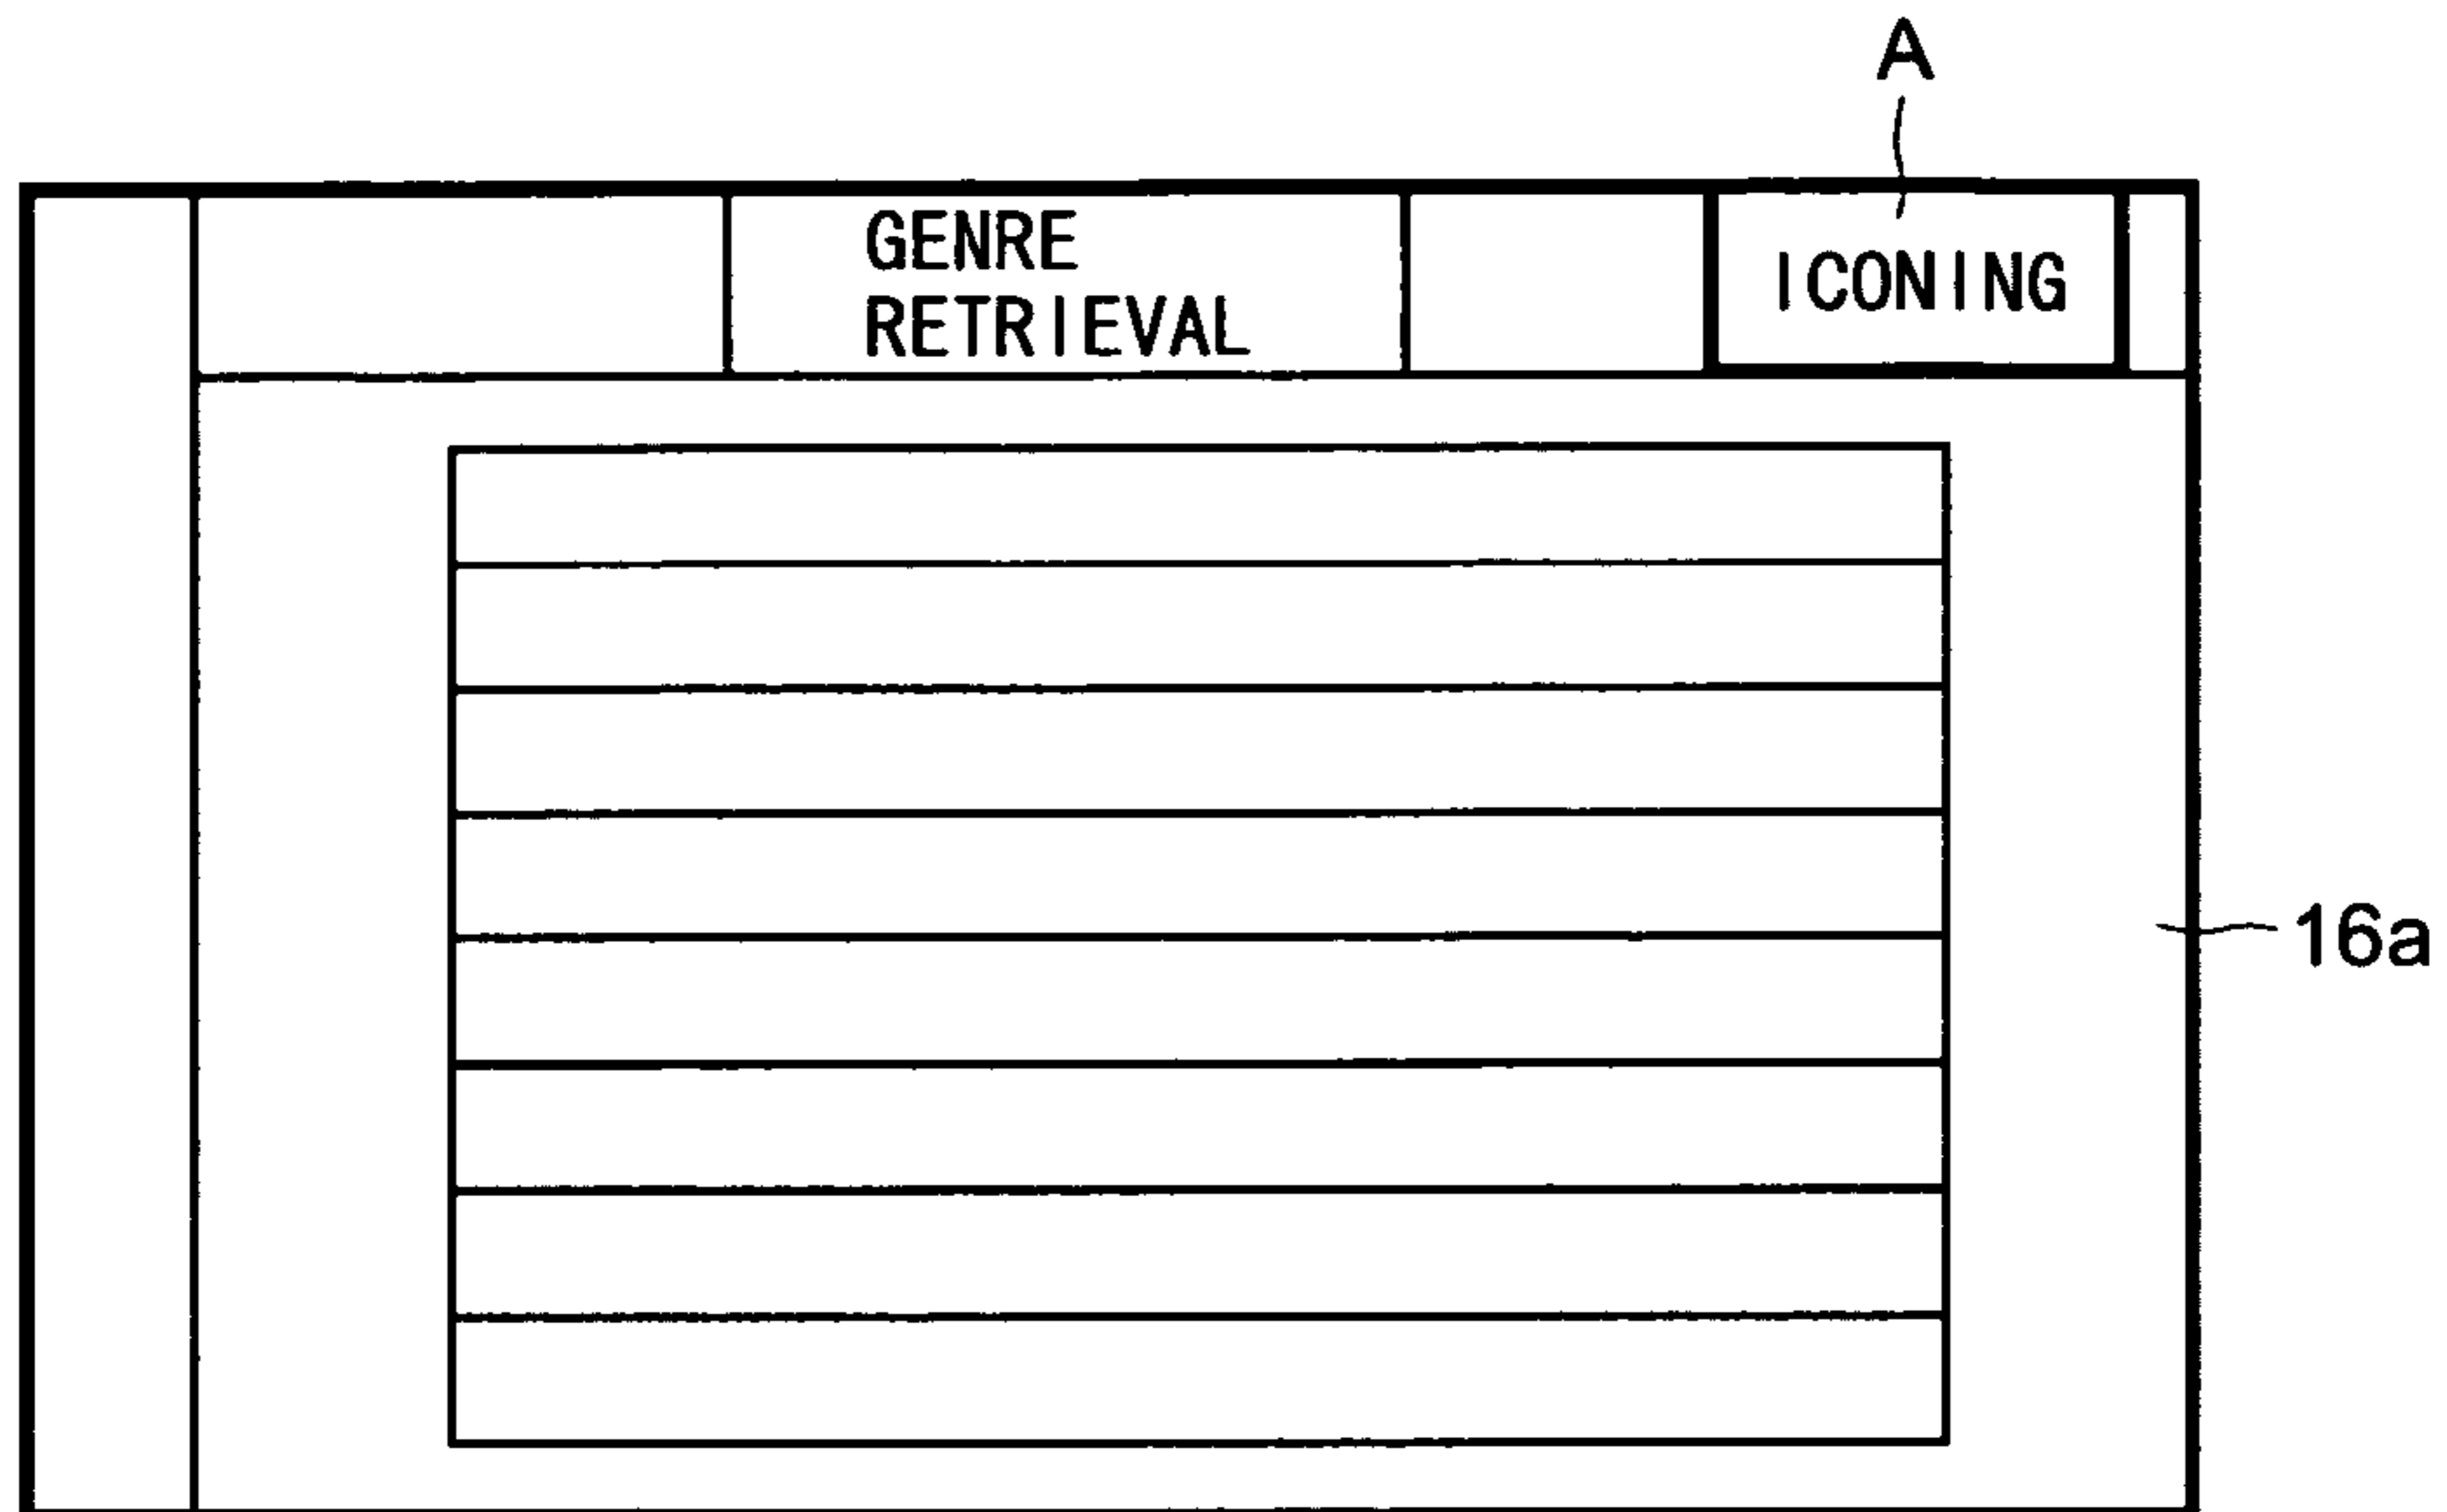 A
GENRE
RETRIEVAL
ICONING
16a